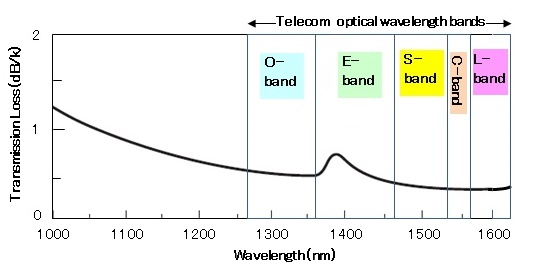 Telecom optical wavelength bands
2
O-
band
E-
band
S-
band
C-band
L-
band
1
0
Transmission Loss(dB/k)
1000 1100 1200 1300 1400 1500 1600
Wavelength(nm)